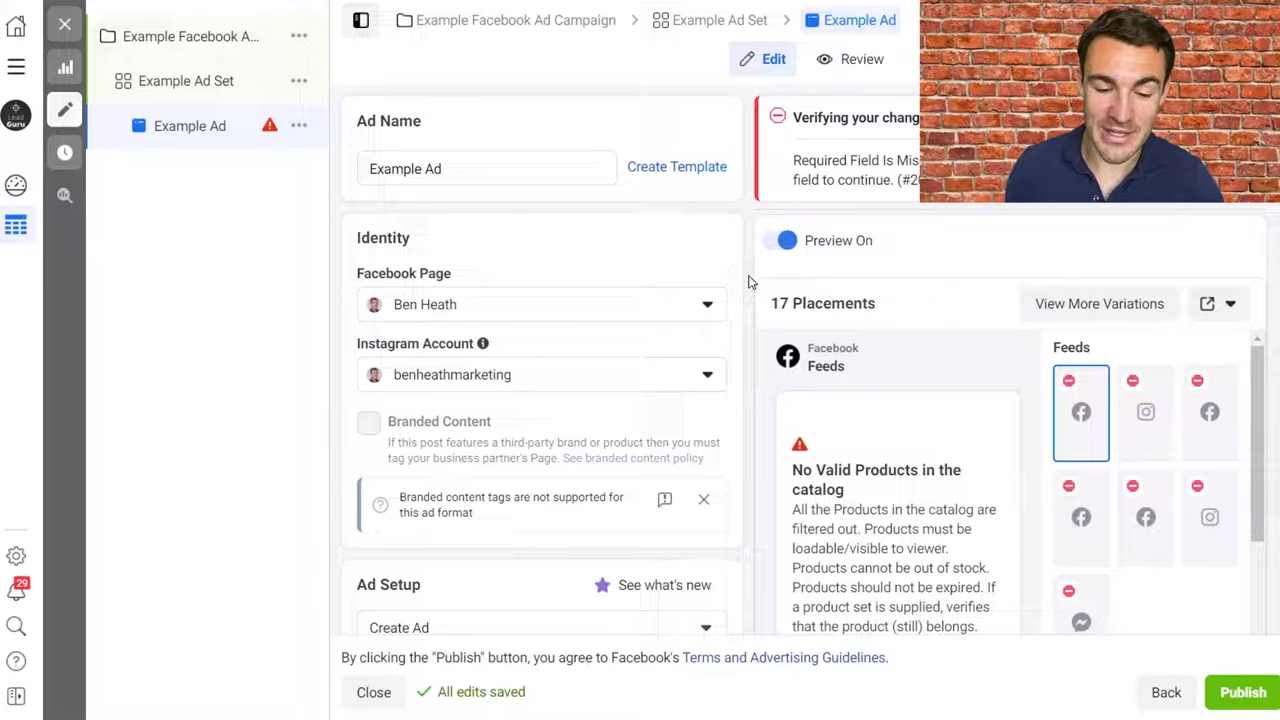 Example Facebook Ad Campaign > Example Ad Set > Example Ad
Example Facebook A...
Example Ad Set
Example Ad
Edit
Review
Ad Name
Example Ad
Create Template
Verifying your chang
Required Field Is Mis
field to continue. (#2
Identity
Facebook Page
Ben Heath
Instagram Account
benheathmarketing
Branded Content
If this post features a third-party brand or product then you must
tag your business partner's Page. See branded content policy
Branded content tags are not supported for
this ad format
Ad Setup
See what's new
Create Ad
Preview On
17 Placements
View More Variations
Facebook
Feeds
Feeds
No Valid Products in the
catalog
All the Products in the catalog are
filtered out. Products must be
loadable/visible to viewer.
Products cannot be out of stock.
Products should not be expired. If
a product set is supplied, verifies
that the product (still) belongs.
By clicking the "Publish" button, you agree to Facebook's Terms and Advertising Guidelines.
Close
All edits saved
Back
Publish
Lead
Guru
29